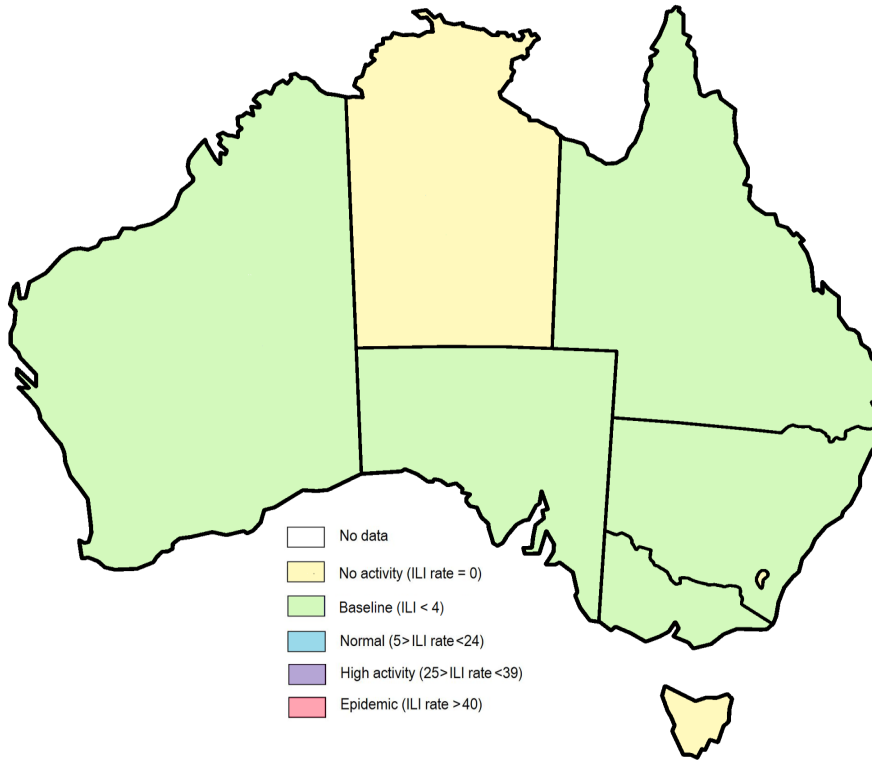 No data
No activity (ILI rate = 0)
Baseline (ILI < 4)
Normal (5>ILI rate<24)
High activity (25>ILI rate<39)
Epidemic (ILI rate >40)